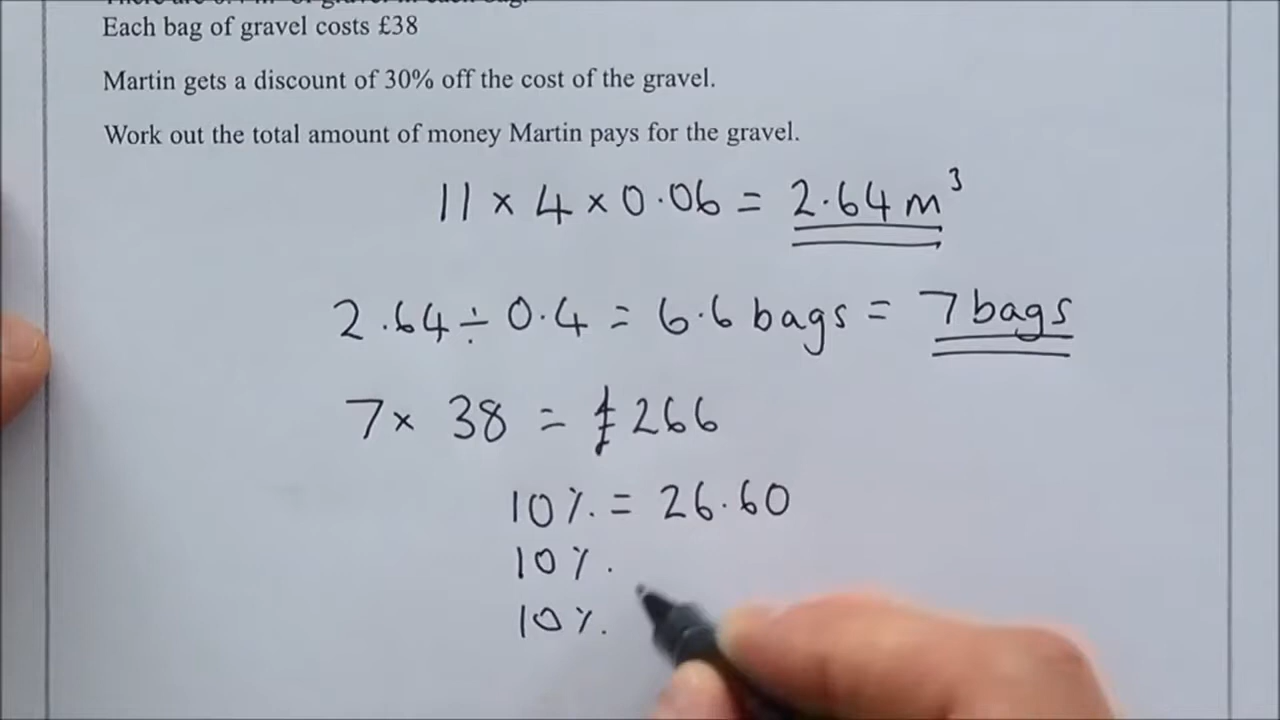 Each bag of gravel costs £38
Martin gets a discount of 30% off the cost of the gravel.
Work out the total amount of money Martin pays for the gravel.
11 × 4 × 0.06 = 2.64 m³
2.64 ÷ 0.4 = 6.6 bags = 7 bags
7 × 38 = £266
10% = 26.60
10%
10%